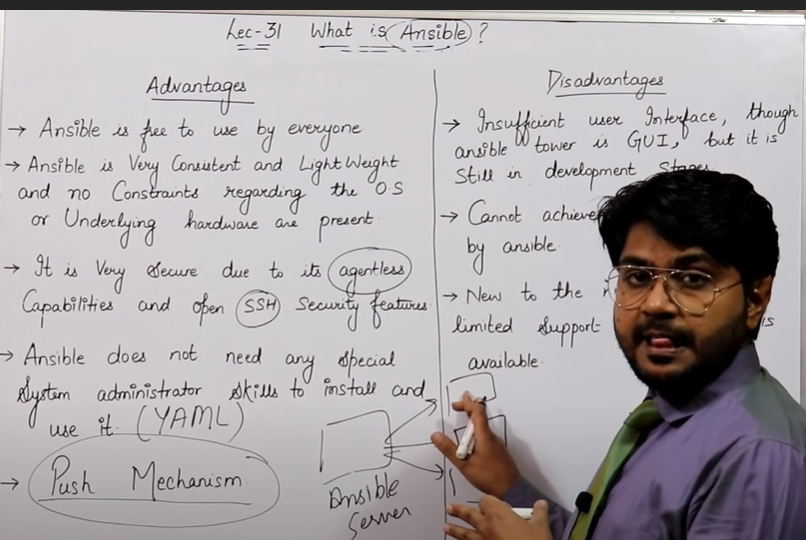 Lec-31 What is Ansible ?
Advantages
→ Ansible is free to use by everyone
→ Ansible is Very Consistent and Light Weight
and no Constraints regarding the O.S
or Underlying hardware are present.
→ It is Very Secure due to its agentless
Capabilities and open SSH Security features.
→ Ansible does not need any Special
System administrator Skills to install and
use it. (YAML)
→ Push Mechanism
Ansible
Server
Disadvantages
→ Insufficient user Interface, though
ansible tower is GUI, but it is
Still in development Stages
→ Cannot achieve
by ansible
→ New to the
limited Support is
available.